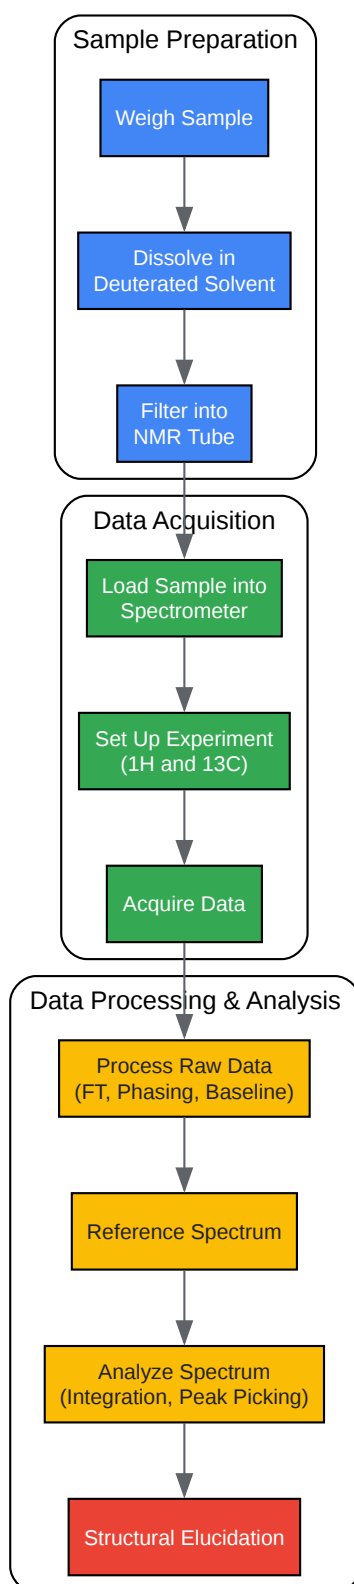 Sample Preparation
Weigh Sample
Dissolve in
Deuterated Solvent
Filter into
NMR Tube
Data Acquisition
Load Sample into
Spectrometer
Set Up Experiment
(1H and 13C)
Acquire Data
Data Processing & Analysis
Process Raw Data
(FT, Phasing, Baseline)
Reference Spectrum
Analyze Spectrum
(Integration, Peak Picking)
Structural Elucidation